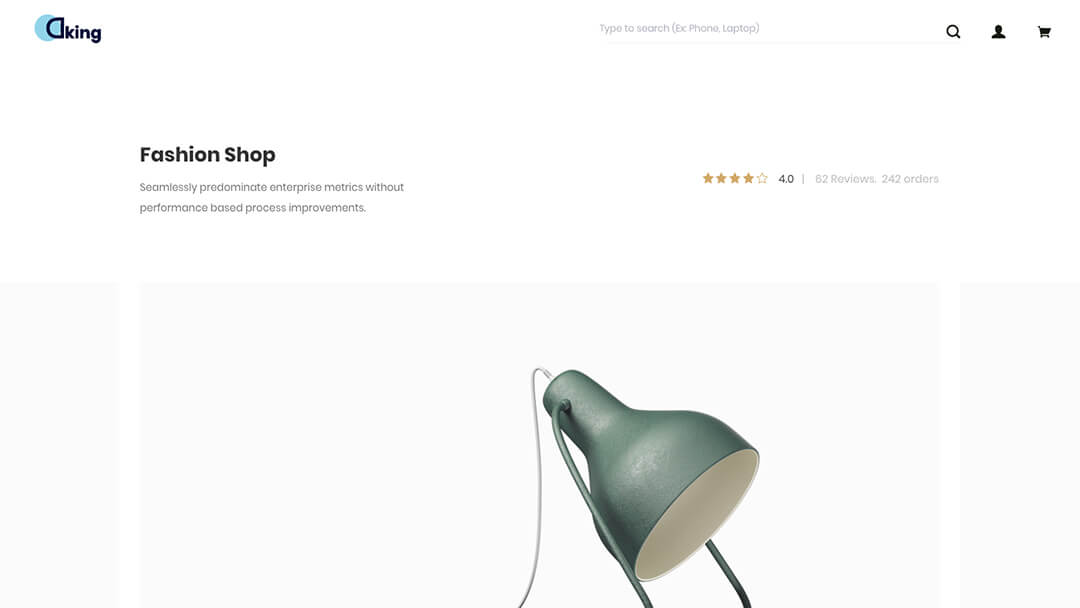 Dking
Type to search (Ex: Phone, Laptop)
Fashion Shop
Seamlessly predominate enterprise metrics without
performance based process improvements.
4.0 | 62 Reviews. 242 orders